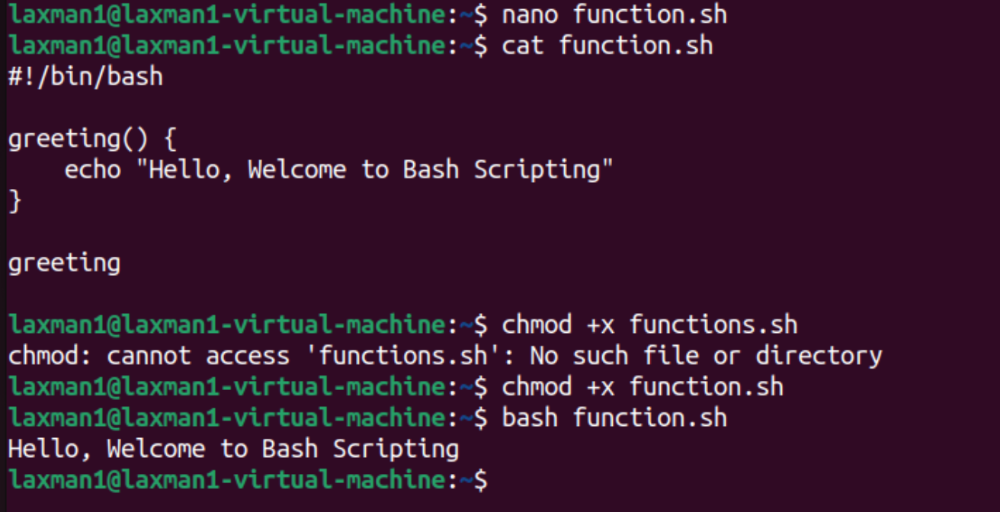 laxman1@laxman1-virtual-machine:~$ nano function.sh
laxman1@laxman1-virtual-machine:~$ cat function.sh
#!/bin/bash
greeting() {
    echo "Hello, Welcome to Bash Scripting"
}
greeting
laxman1@laxman1-virtual-machine:~$ chmod +x functions.sh
chmod: cannot access 'functions.sh': No such file or directory
laxman1@laxman1-virtual-machine:~$ chmod +x function.sh
laxman1@laxman1-virtual-machine:~$ bash function.sh
Hello, Welcome to Bash Scripting
laxman1@laxman1-virtual-machine:~$